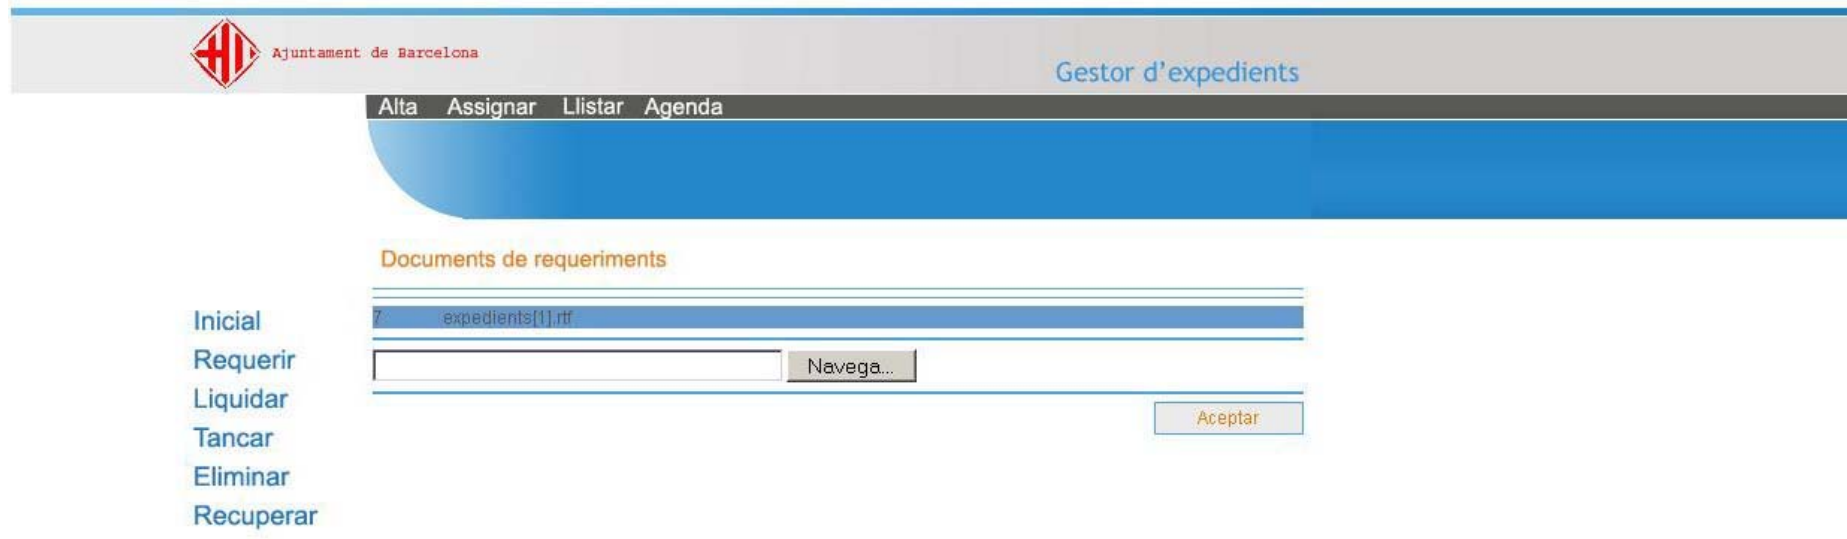 Ajuntament de Barcelona
Gestor d'expedients
Alta Assignar Llistar Agenda
Documents de requeriments
7 expedients[1].rtf
Navega...
Aceptar
Inicial
Requerir
Liquidar
Tancar
Eliminar
Recuperar